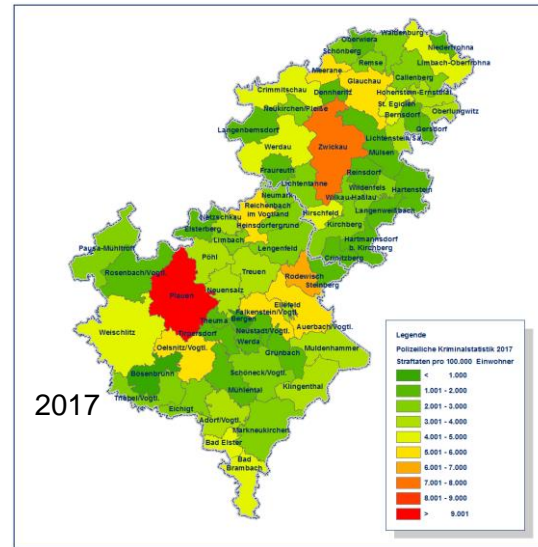 Waldenburg
Oberwiera
Schönberg
Remse
Niederfrohna
Meerane
Limbach-Oberfrohna
Glauchau
Callenberg
Crimmitschau
Dennheritz
Hohenstein-Ernstthal
St. Egidien
Neukirchen/Pleiße
Bernsdorf
Oberlungwitz
Langenbernsdorf
Gersdorf
Werdau
Zwickau
Lichtenstein/Sa.
Mülsen
Fraureuth
Reinsdorf
Lichtentanne
Wildenfels
Hartenstein
Neumark
Wilkau-Haßlau
Reichenbach
im Vogtland
Hirschfeld
Langenweißbach
Netzschkau
Reinsdorfergrund
Kirchberg
Elsterberg
Hartmannsdorf
b. Kirchberg
Limbach
Pausa-Mühltroff
Lengenfeld
Crinitzberg
Pöhl
Rosenbach/Vogtl.
Treuen
Rodewisch
Steinberg
Plauen
Neuensalz
Ellefeld
Theuma
Falkenstein/Vogtl.
Bergen
Auerbach/Vogtl.
Weischlitz
Neustadt/Vogtl.
Werda
Oelsnitz/Vogtl.
Muldenhammer
Grünbach
Bösenbrunn
Schöneck/Vogtl.
Mühlental
Klingenthal
Triebel/Vogtl.
Eichigt
2017
Adorf/Vogtl.
Markneukirchen
Bad Elster
Bad
Brambach
Legende
Polizeiliche Kriminalstatistik 2017
Straftaten pro 100.000 Einwohner
< 1.000
1.001 - 2.000
2.001 - 3.000
3.001 - 4.000
4.001 - 5.000
5.001 - 6.000
6.001 - 7.000
7.001 - 8.000
8.001 - 9.000
> 9.001